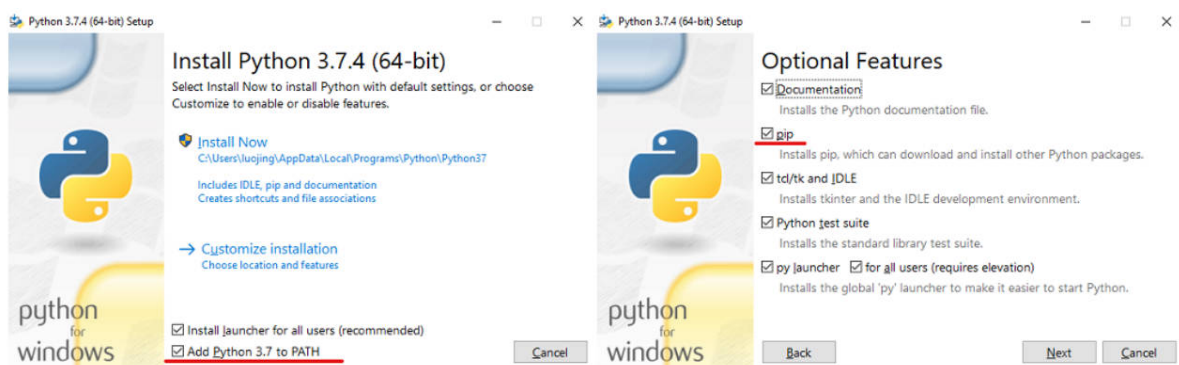 Python 3.7.4 (64-bit) Setup
Install Python 3.7.4 (64-bit)
Select Install Now to install Python with default settings, or choose
Customize to enable or disable features.
Install Now
C:\Users\luojing\AppData\Local\Programs\Python\Python37
Includes IDLE, pip and documentation
Creates shortcuts and file associations
Customize installation
Choose location and features
Install launcher for all users (recommended)
Add Python 3.7 to PATH
Cancel
python
for
windows
Python 3.7.4 (64-bit) Setup
Optional Features
Documentation
Installs the Python documentation file.
pip
Installs pip, which can download and install other Python packages.
td/tk and IDLE
Installs tkinter and the IDLE development environment.
Python test suite
Installs the standard library test suite.
py launcher for all users (requires elevation)
Installs the global 'py' launcher to make it easier to start Python.
python
for
windows
Back
Next
Cancel